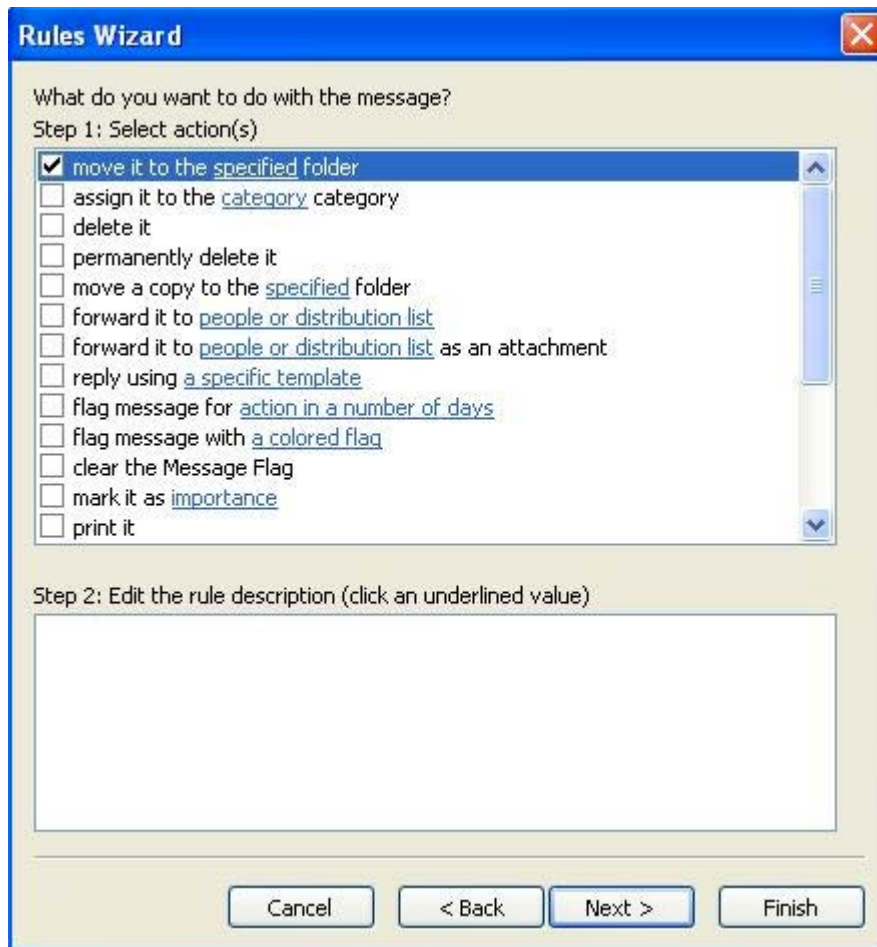 Rules Wizard
What do you want to do with the message?
Step 1: Select action(s)
move it to the specified folder
assign it to the category category
delete it
permanently delete it
move a copy to the specified folder
forward it to people or distribution list
forward it to people or distribution list as an attachment
reply using a specific template
flag message for action in a number of days
flag message with a colored flag
clear the Message Flag
mark it as importance
print it
Step 2: Edit the rule description (click an underlined value)
Cancel < Back Next > Finish